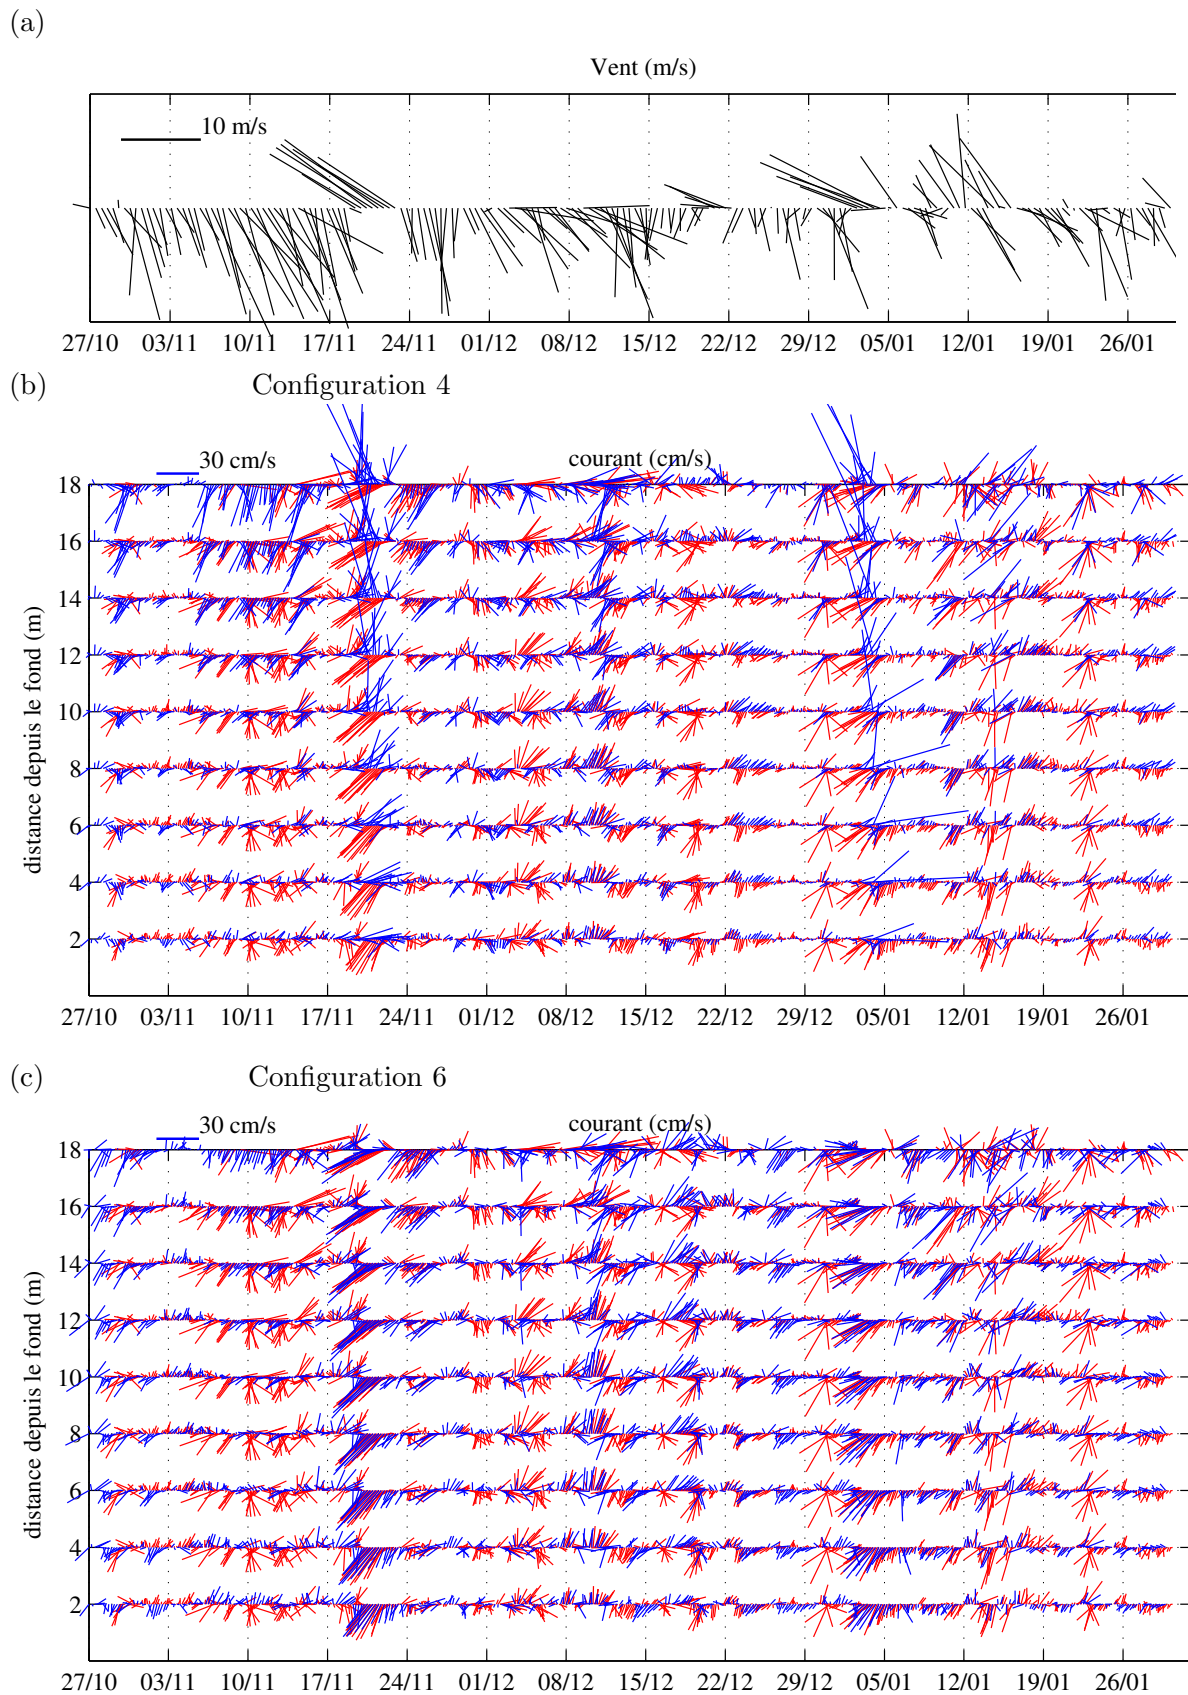 (a)
Vent (m/s)
10 m/s
27/10 03/11 10/11 17/11 24/11 01/12 08/12 15/12 22/12 29/12 05/01 12/01 19/01 26/01
(b) Configuration 4
30 cm/s courant (cm/s)
18
16
14
12
10
8
6
4
2
distance depuis le fond (m)
27/10 03/11 10/11 17/11 24/11 01/12 08/12 15/12 22/12 29/12 05/01 12/01 19/01 26/01
(c) Configuration 6
30 cm/s courant (cm/s)
18
16
14
12
10
8
6
4
2
distance depuis le fond (m)
27/10 03/11 10/11 17/11 24/11 01/12 08/12 15/12 22/12 29/12 05/01 12/01 19/01 26/01